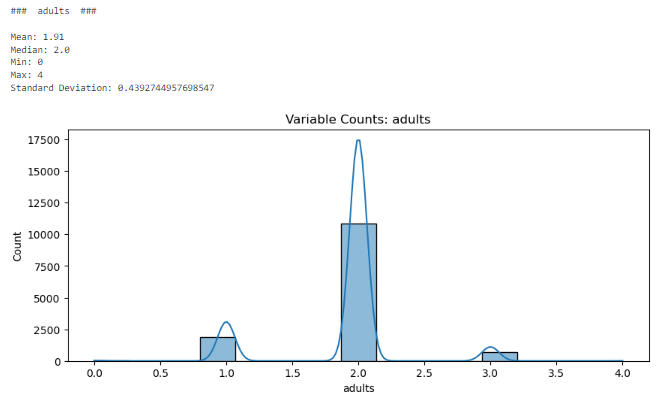 ### adults ###
Mean: 1.91
Median: 2.0
Min: 0
Max: 4
Standard Deviation: 0.4392744957698547
Variable Counts: adults
17500
15000
12500
10000
7500
5000
2500
0
Count
0.0 0.5 1.0 1.5 2.0 2.5 3.0 3.5 4.0
adults